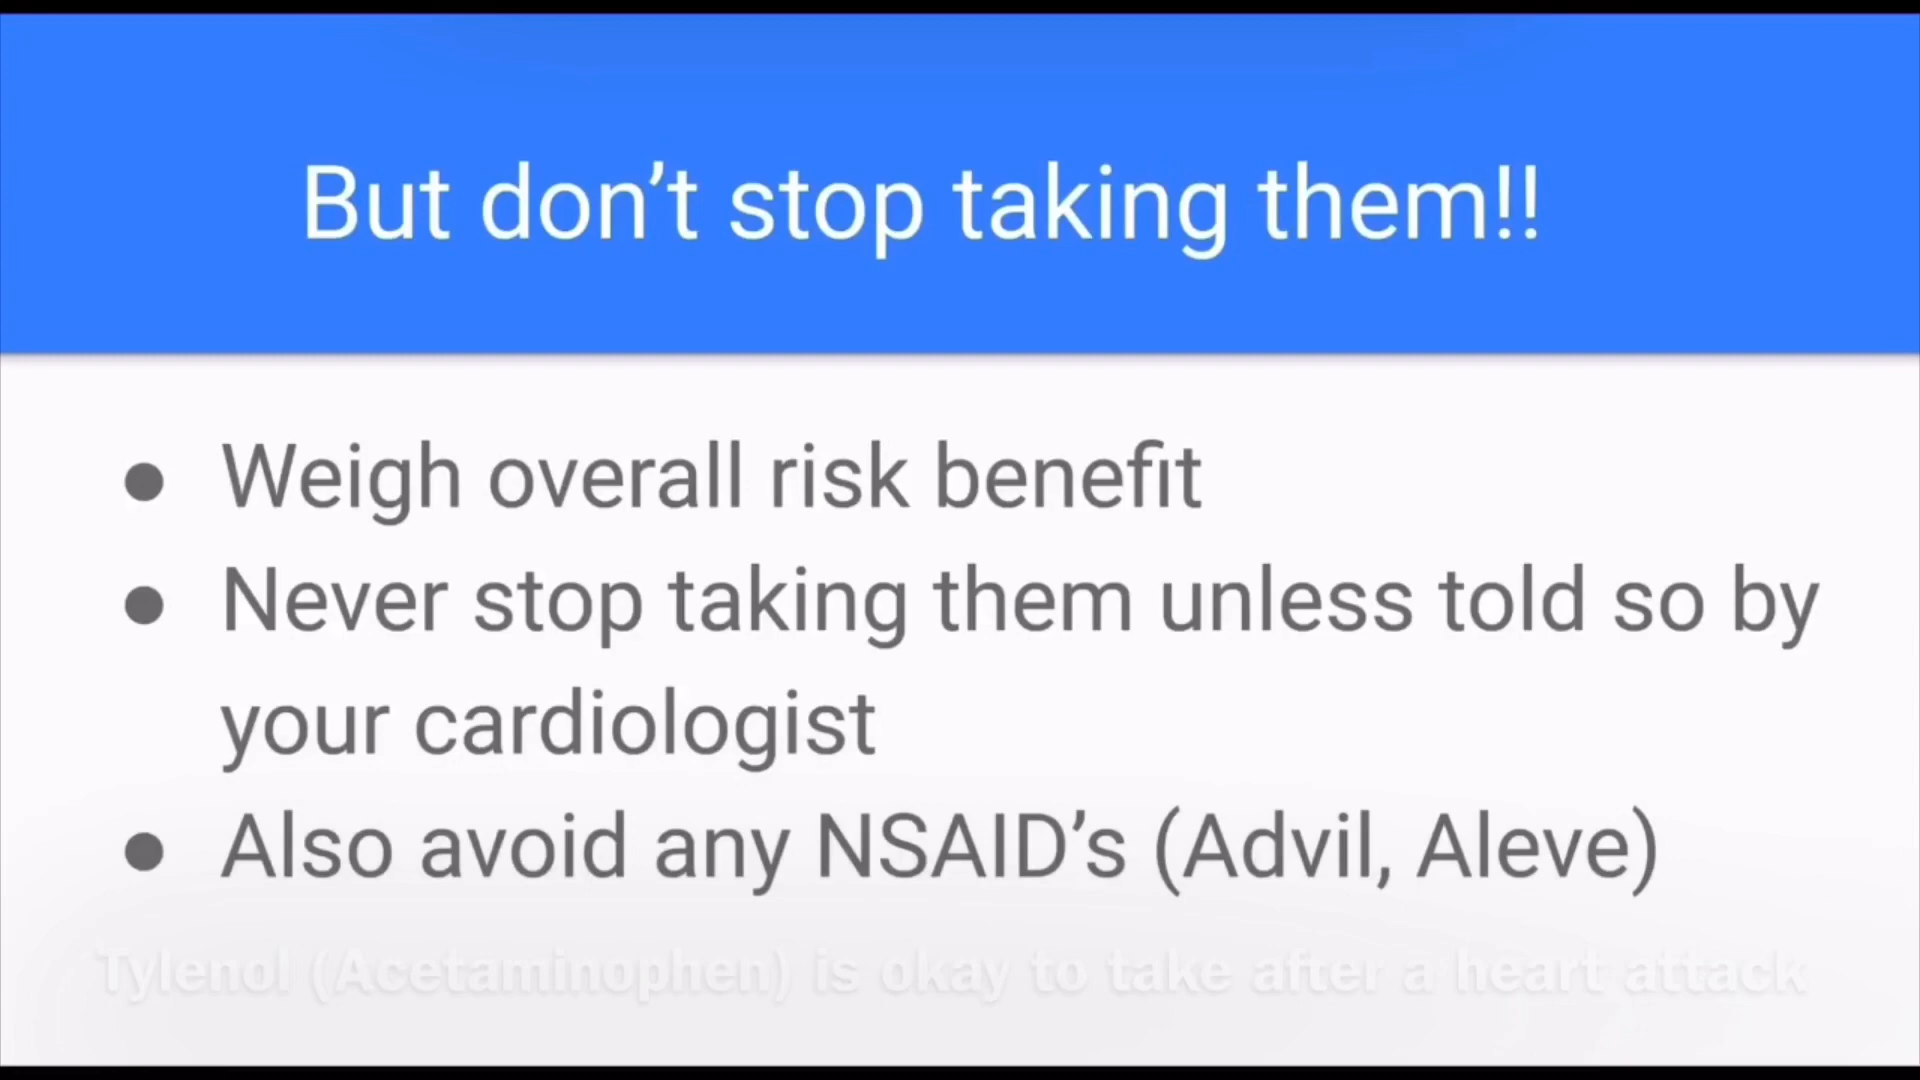 But don’t stop taking them!!
● Weigh overall risk benefit
● Never stop taking them unless told so by
your cardiologist
● Also avoid any NSAID’s (Advil, Aleve)
Tylenol (Acetaminophen) is okay to take after a heart attack